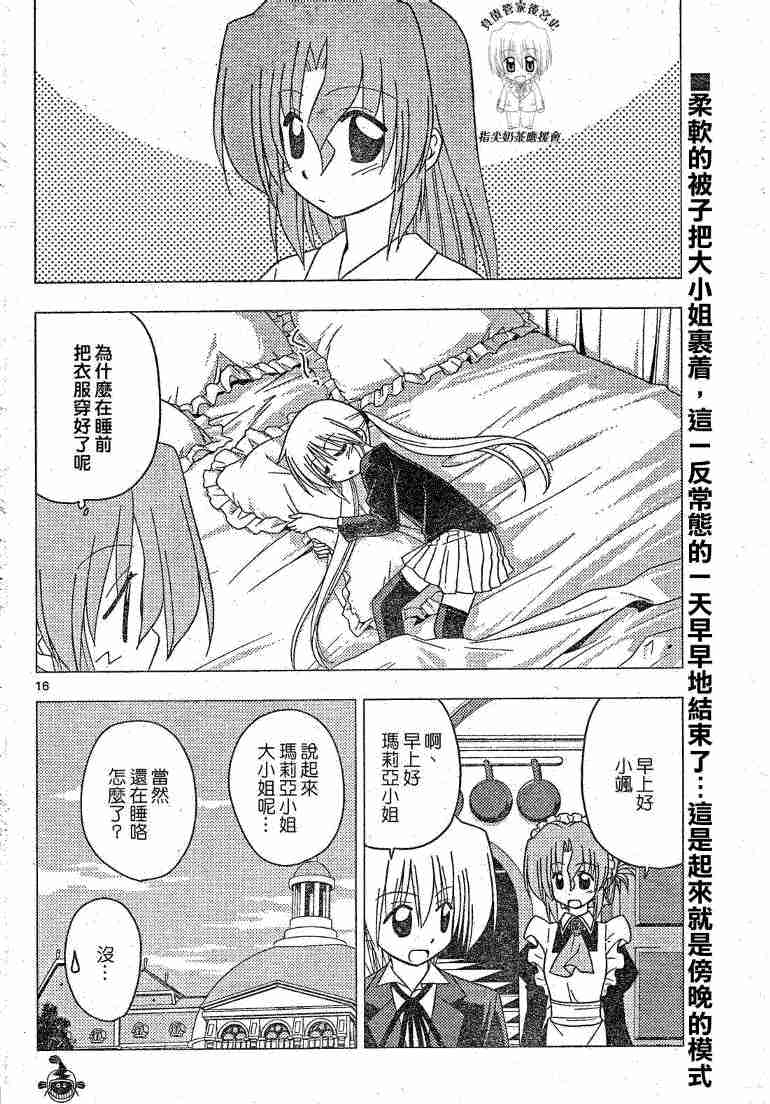 負債管家後宮史
指尖奶茶應援會
■柔軟的被子把大小姐裹着，這一反常態的一天早早地結束了…這是起來就是傍晚的模式
為什麼在睡前
把衣服穿好了呢
16
早上好
小颯
啊、
早上好
瑪莉亞小姐
說起來
瑪莉亞小姐
大小姐呢…
當然
還在睡咯
怎麼了？
沒…